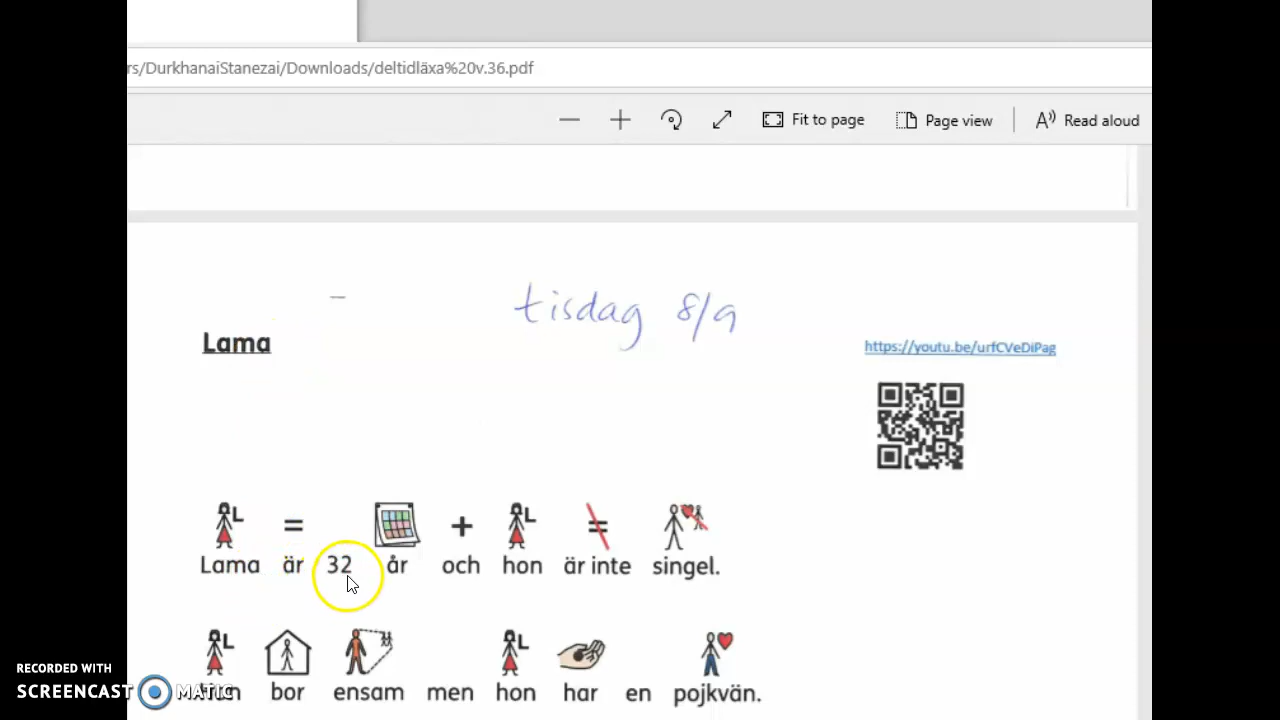 rs/DurkhanaiStanezai/Downloads/deltidläxa%20v.36.pdf
Fit to page Page view Read aloud
tisdag 8/9
Lama
https://youtu.be/urfCVeDiPag
L L
Lama är 32 år och hon är inte singel.
L L
bor ensam men hon har en pojkvän.
RECORDED WITH
SCREENCAST MATIC